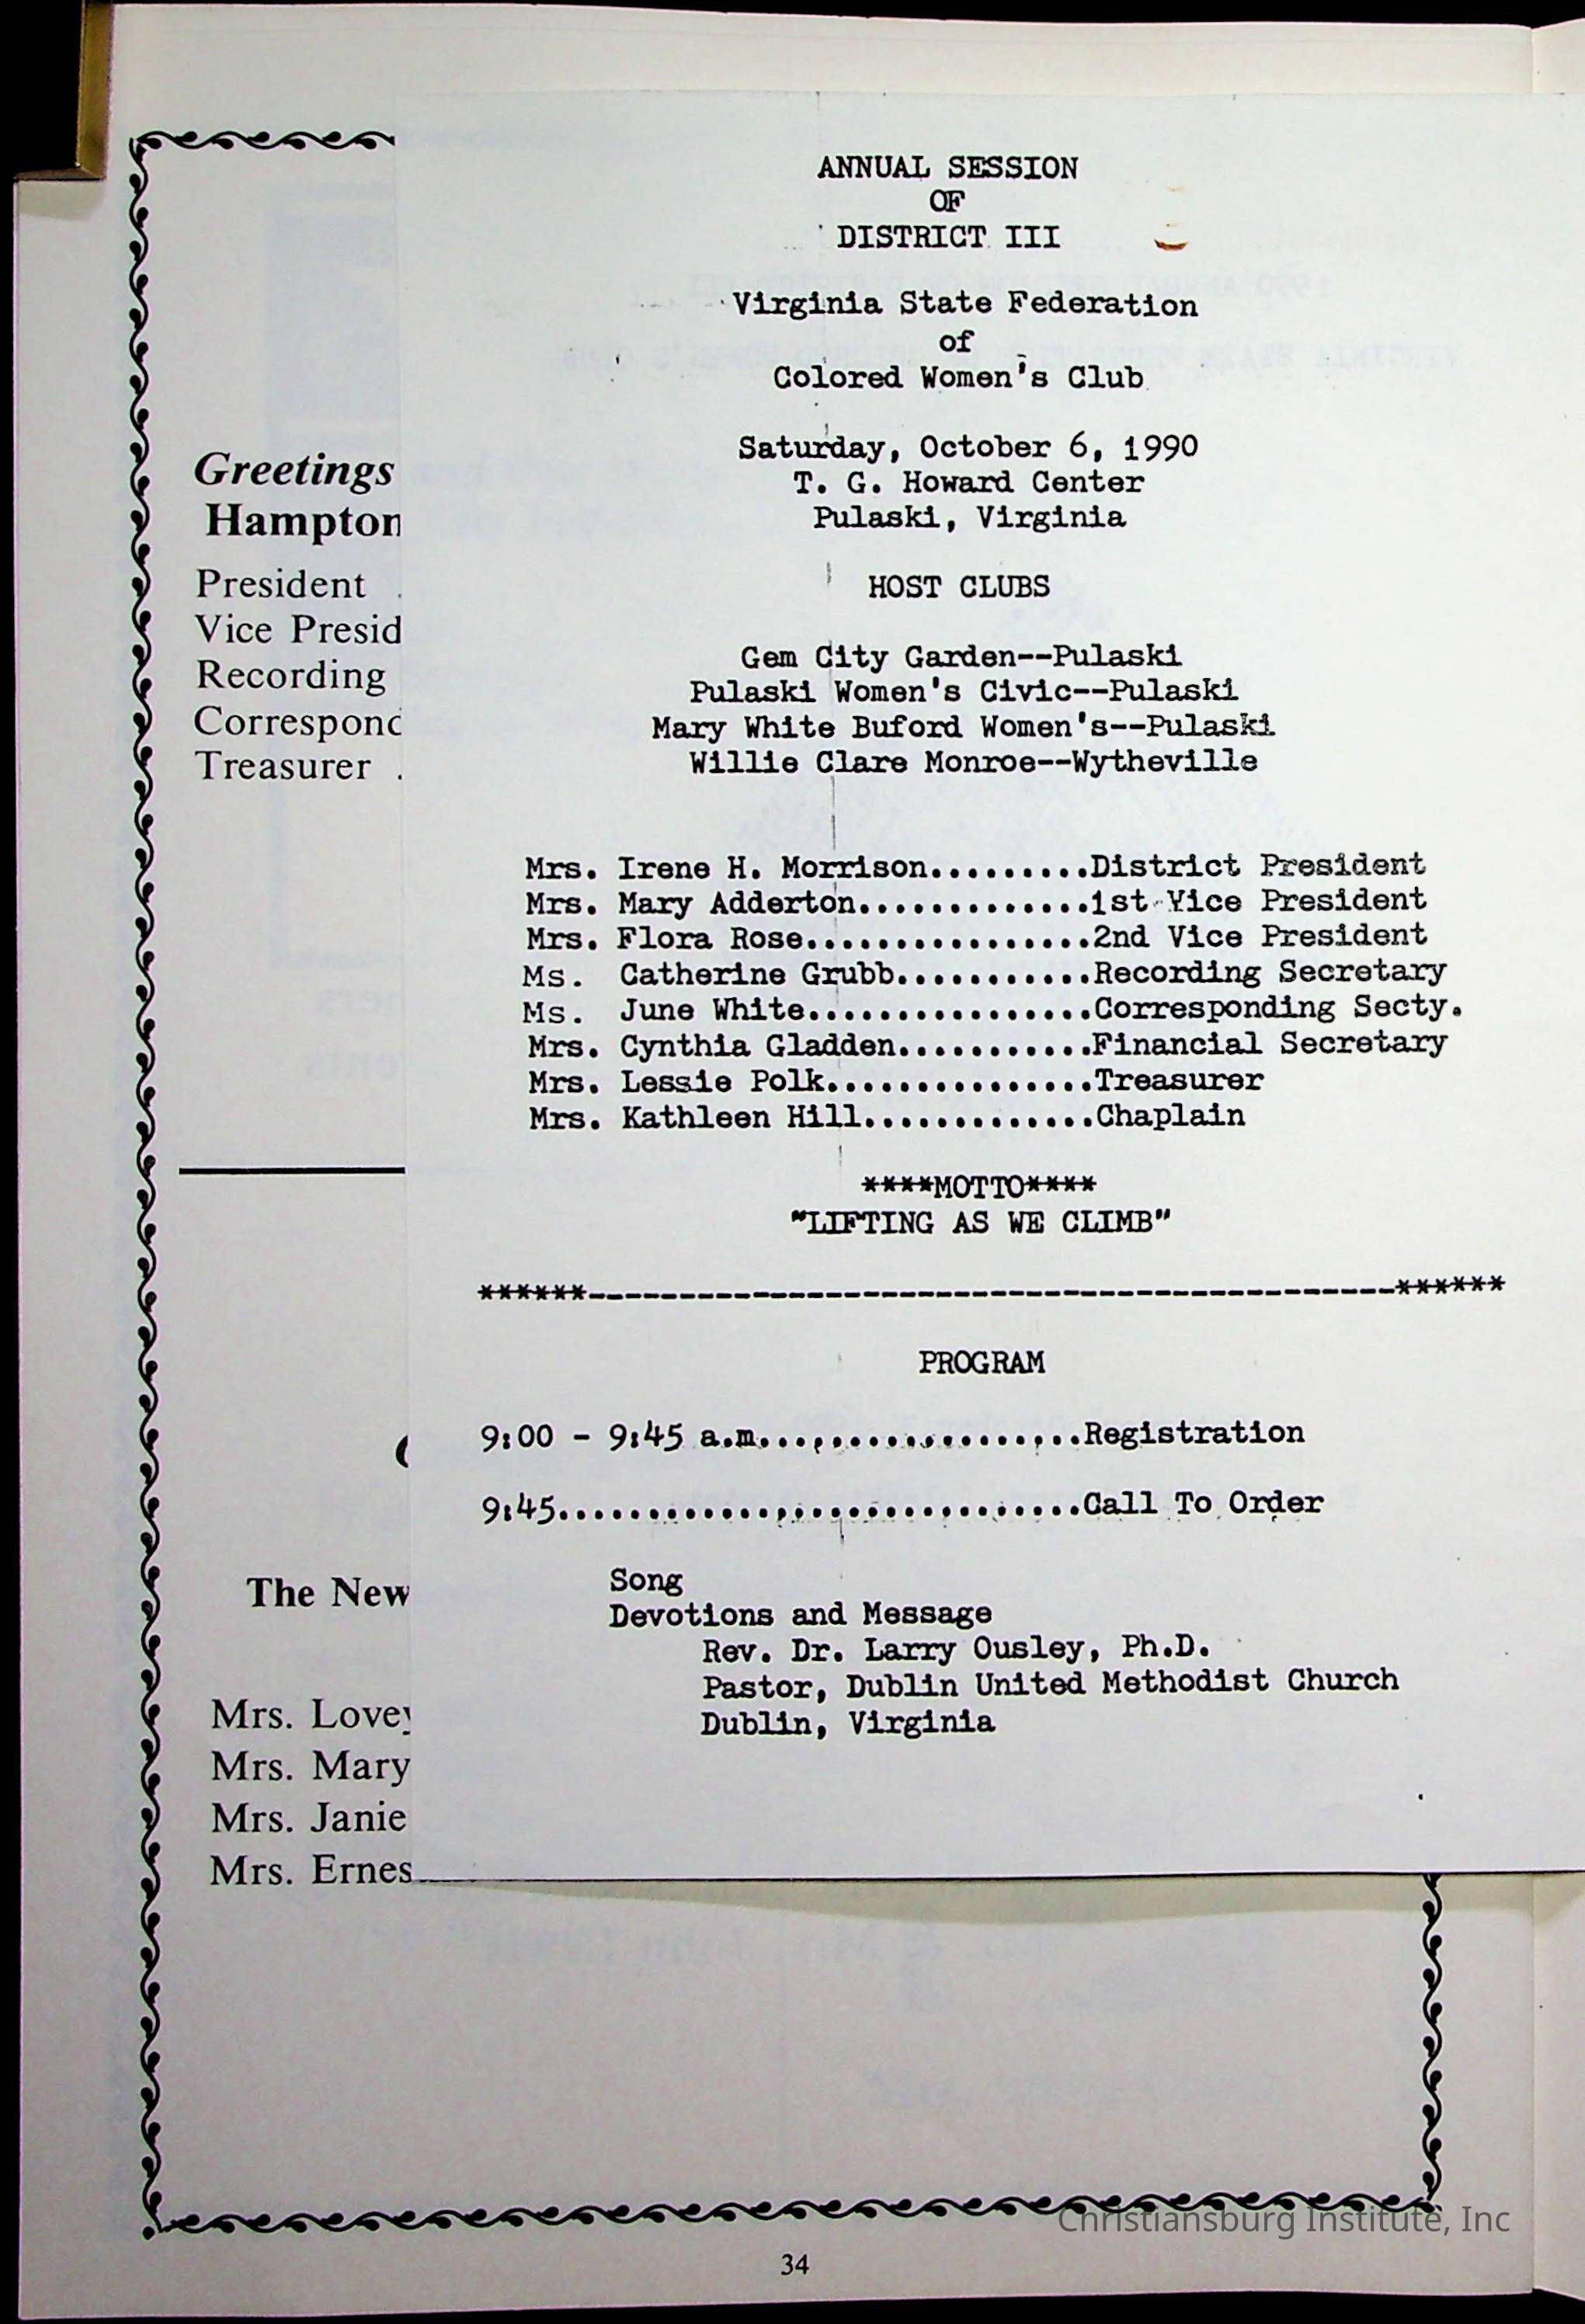 ANNUAL SESSION
OF
DISTRICT III
Virginia State Federation
of
Colored Women's Club
Saturday, October 6, 1990
T. G. Howard Center
Pulaski, Virginia
HOST CLUBS
Gem City Garden--Pulaski
Pulaski Women's Civic--Pulaski
Mary White Buford Women's--Pulaski
Willie Clare Monroe--Wytheville
Mrs. Irene H. Morrison.........District President
Mrs. Mary Adderton.............1st Vice President
Mrs. Flora Rose................2nd Vice President
Ms. Catherine Grubb...........Recording Secretary
Ms. June White................Corresponding Secty.
Mrs. Cynthia Gladden...........Financial Secretary
Mrs. Lessie Polk...............Treasurer
Mrs. Kathleen Hill.............Chaplain
****MOTTO****
"LIFTING AS WE CLIMB"
******---------------------------------------------******
PROGRAM
9:00 - 9:45 a.m..................Registration
9:45.............................Call To Order
Song
Devotions and Message
Rev. Dr. Larry Ousley, Ph.D.
Pastor, Dublin United Methodist Church
Dublin, Virginia
Greetings
Hampton
President .
Vice Presid
Recording
Correspond
Treasurer .
The New
Mrs. Lovey
Mrs. Mary
Mrs. Janie
Mrs. Ernes
Christiansburg Institute, Inc
34